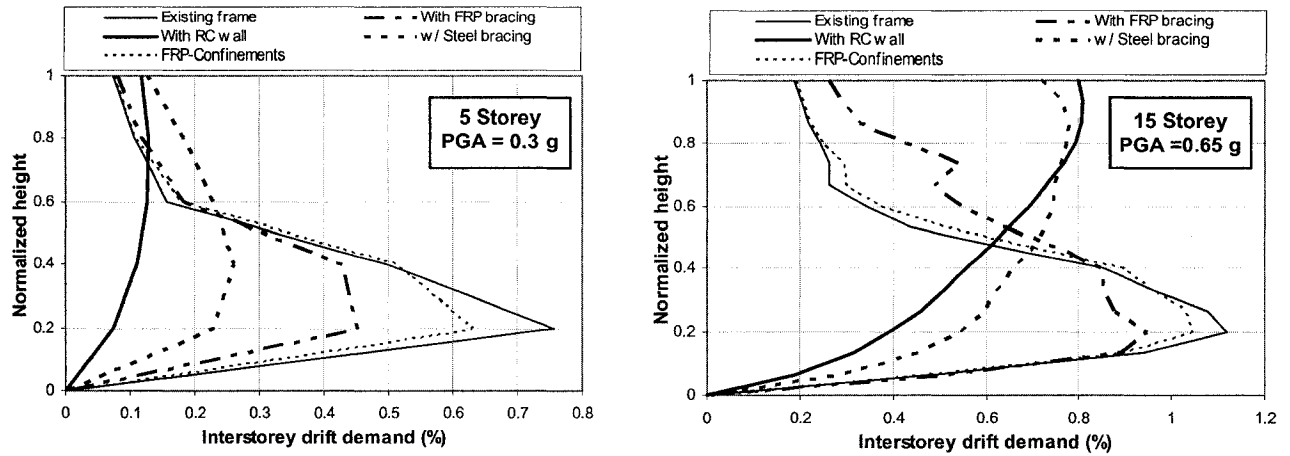 Existing frame
With FRP bracing
With RC wall
w/ Steel bracing
FRP-Confinements
Normalized height
1
0.8
0.6
0.4
0.2
0
5 Storey
PGA = 0.3 g
0 0.1 0.2 0.3 0.4 0.5 0.6 0.7 0.8
Interstorey drift demand (%)
Existing frame
With FRP bracing
With RC wall
w/ Steel bracing
FRP-Confinements
Normalized height
1
0.8
0.6
0.4
0.2
0
15 Storey
PGA =0.65 g
0 0.2 0.4 0.6 0.8 1 1.2
Interstorey drift demand (%)